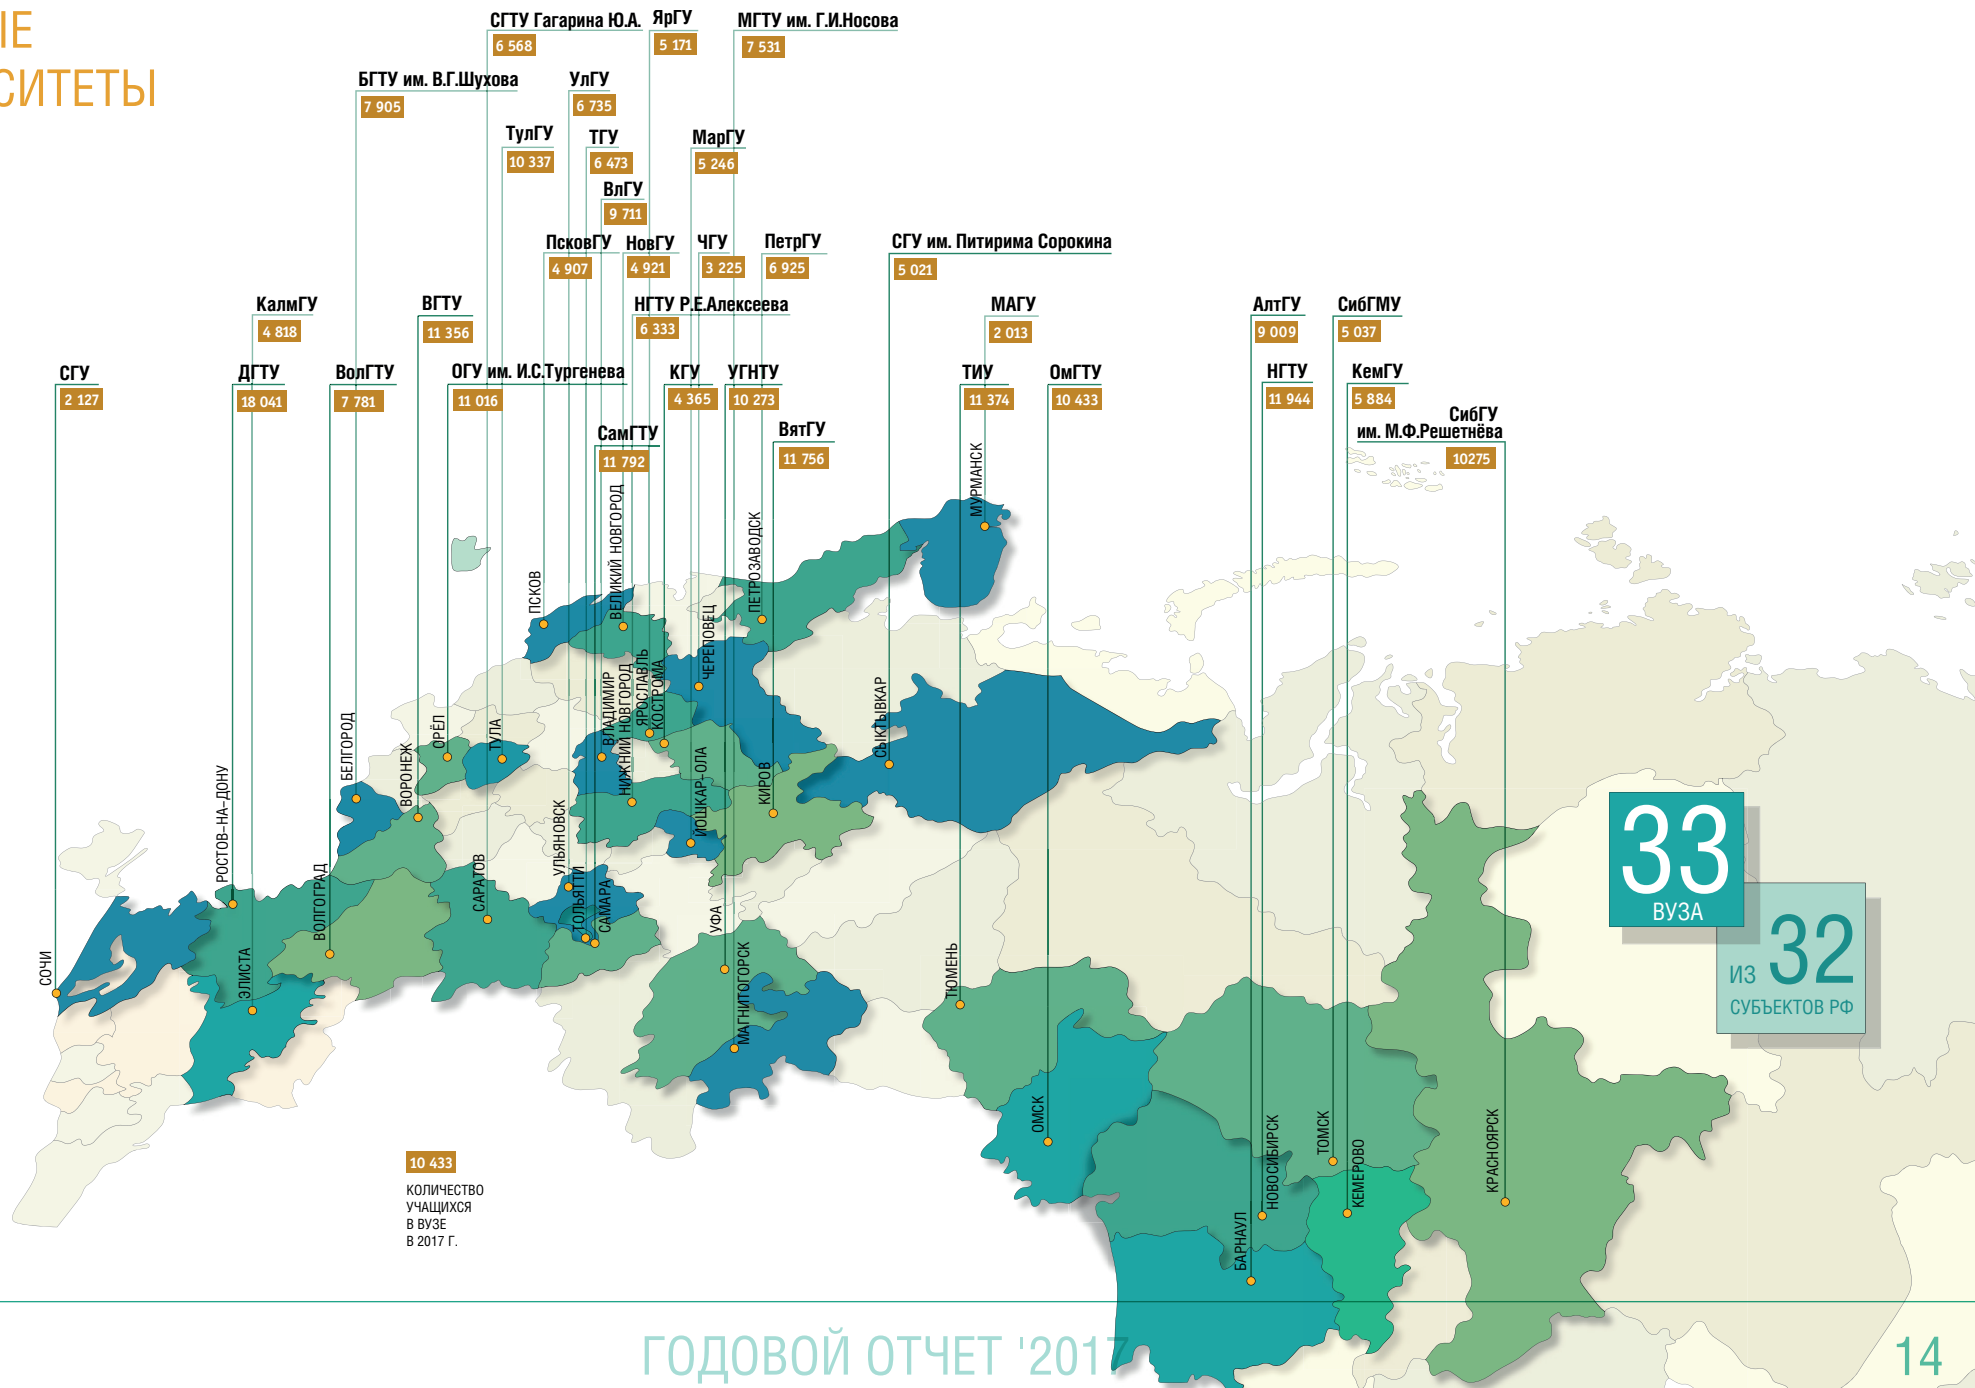 ІЕ
СИТЕТЫ
СГТУ Гагарина Ю.А.
6 568
ЯрГУ
5 171
МГТУ им. Г.И.Носова
7 531
БГТУ им. В.Г.Шухова
7 905
УлГУ
6 735
ТулГУ
10 337
ТГУ
6 473
МарГУ
5 246
ВлГУ
9 711
ПсковГУ
4 907
НовГУ
4 921
ЧГУ
3 225
ПетрГУ
6 925
СГУ им. Питирима Сорокина
5 021
КалмГУ
4 818
ВГТУ
11 356
НГТУ Р.Е.Алексеева
6 333
МАГУ
2 013
АлтГУ
9 009
СибГМУ
5 037
СГУ
2 127
ДГТУ
18 041
ВолГТУ
7 781
ОГУ им. И.С.Тургенева
11 016
КГУ
4 365
УГНТУ
10 273
ТИУ
11 374
ОмГТУ
10 433
НГТУ
11 944
КемГУ
5 884
СибГУ
им. М.Ф.Решетнёва
10275
СамГТУ
11 792
ВятГУ
11 756
МУРМАНСК
ВЕЛИКИЙ НОВГОРОД
ПЕТРОЗАВОДСК
ПСКОВ
ЧЕРЕПОВЕЦ
ЯРОСЛАВЛЬ
КОСТРОМА
ВЛАДИМИР
НИЖНИЙ НОВГОРОД
СЫКТЫВКАР
БЕЛГОРОД
ОРЁЛ
ТУЛА
ВОРОНЕЖ
ЙОШКАР-ОЛА
КИРОВ
РОСТОВ-НА-ДОНУ
УЛЬЯНОВСК
ВОЛГОГРАД
САРАТОВ
ТОЛЬЯТТИ
САМАРА
УФА
СОЧИ
ЭЛИСТА
МАГНИТОГОРСК
ТЮМЕНЬ
ОМСК
НОВОСИБИРСК
ТОМСК
КЕМЕРОВО
КРАСНОЯРСК
БАРНАУЛ
33
ВУЗА
ИЗ 32
СУБЪЕКТОВ РФ
10 433
КОЛИЧЕСТВО
УЧАЩИХСЯ
В ВУЗЕ
В 2017 Г.
ГОДОВОЙ ОТЧЕТ '2017
14